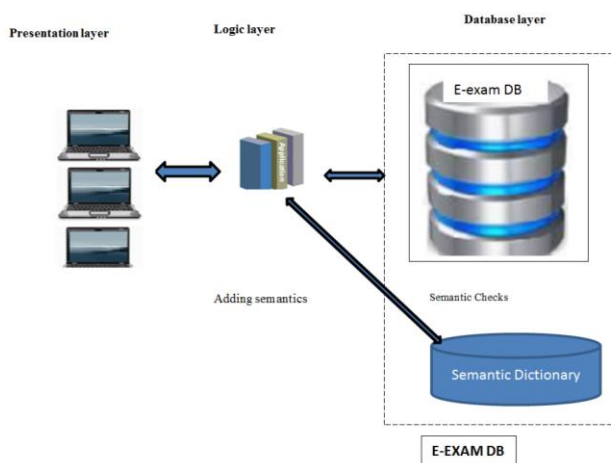 Presentation layer
Logic layer
Database layer
E-exam DB
Application
Adding semantics
Semantic Checks
Semantic Dictionary
E-EXAM DB